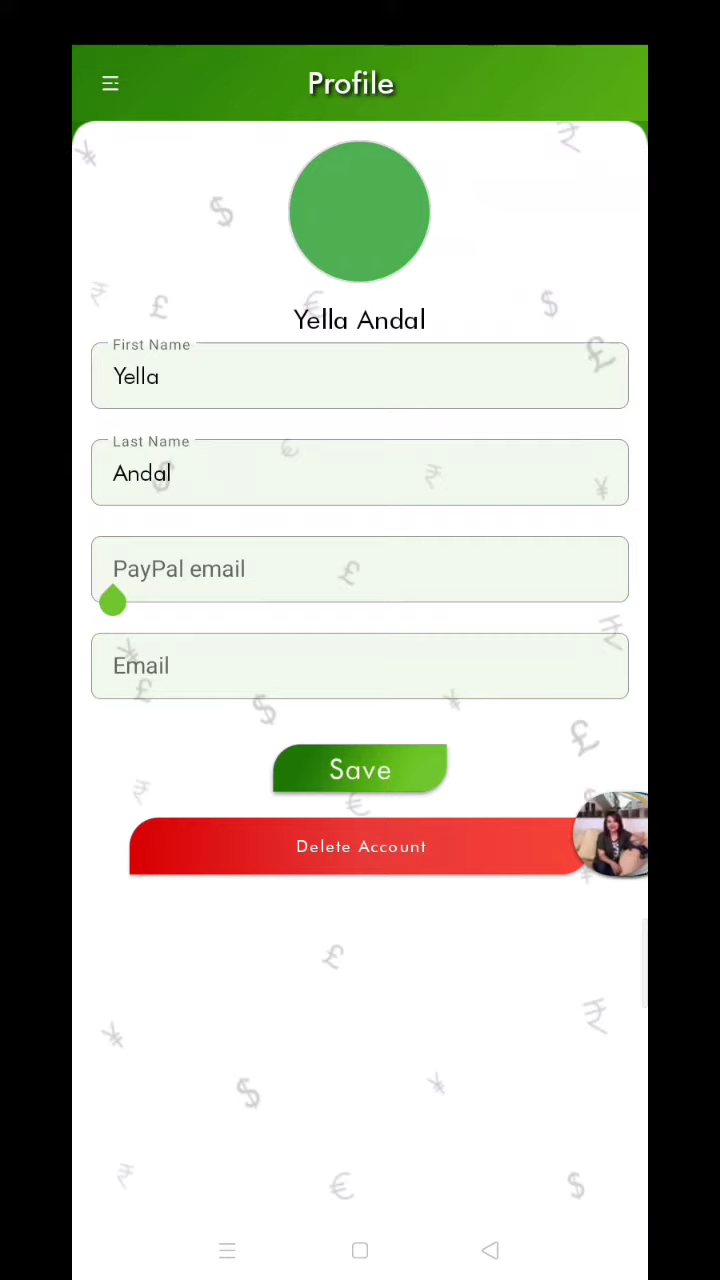 Profile
Yella Andal
First Name
Yella
Last Name
Andal
PayPal email
Email
Save
Delete Account